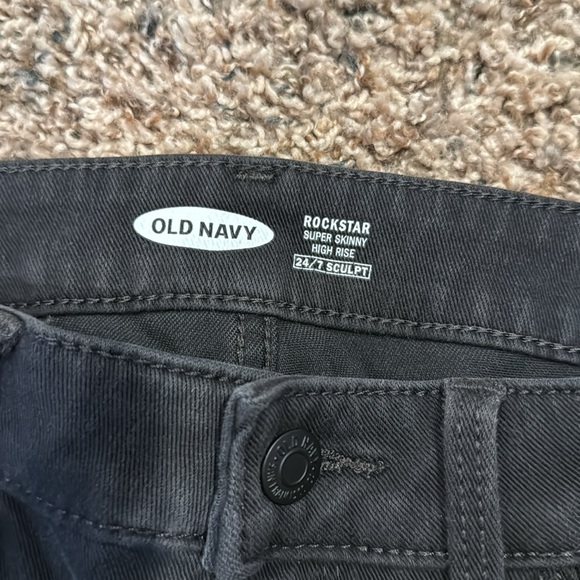 OLD NAVY
ROCKSTAR
SUPER SKINNY
HIGH RISE
24/7 SCULPT